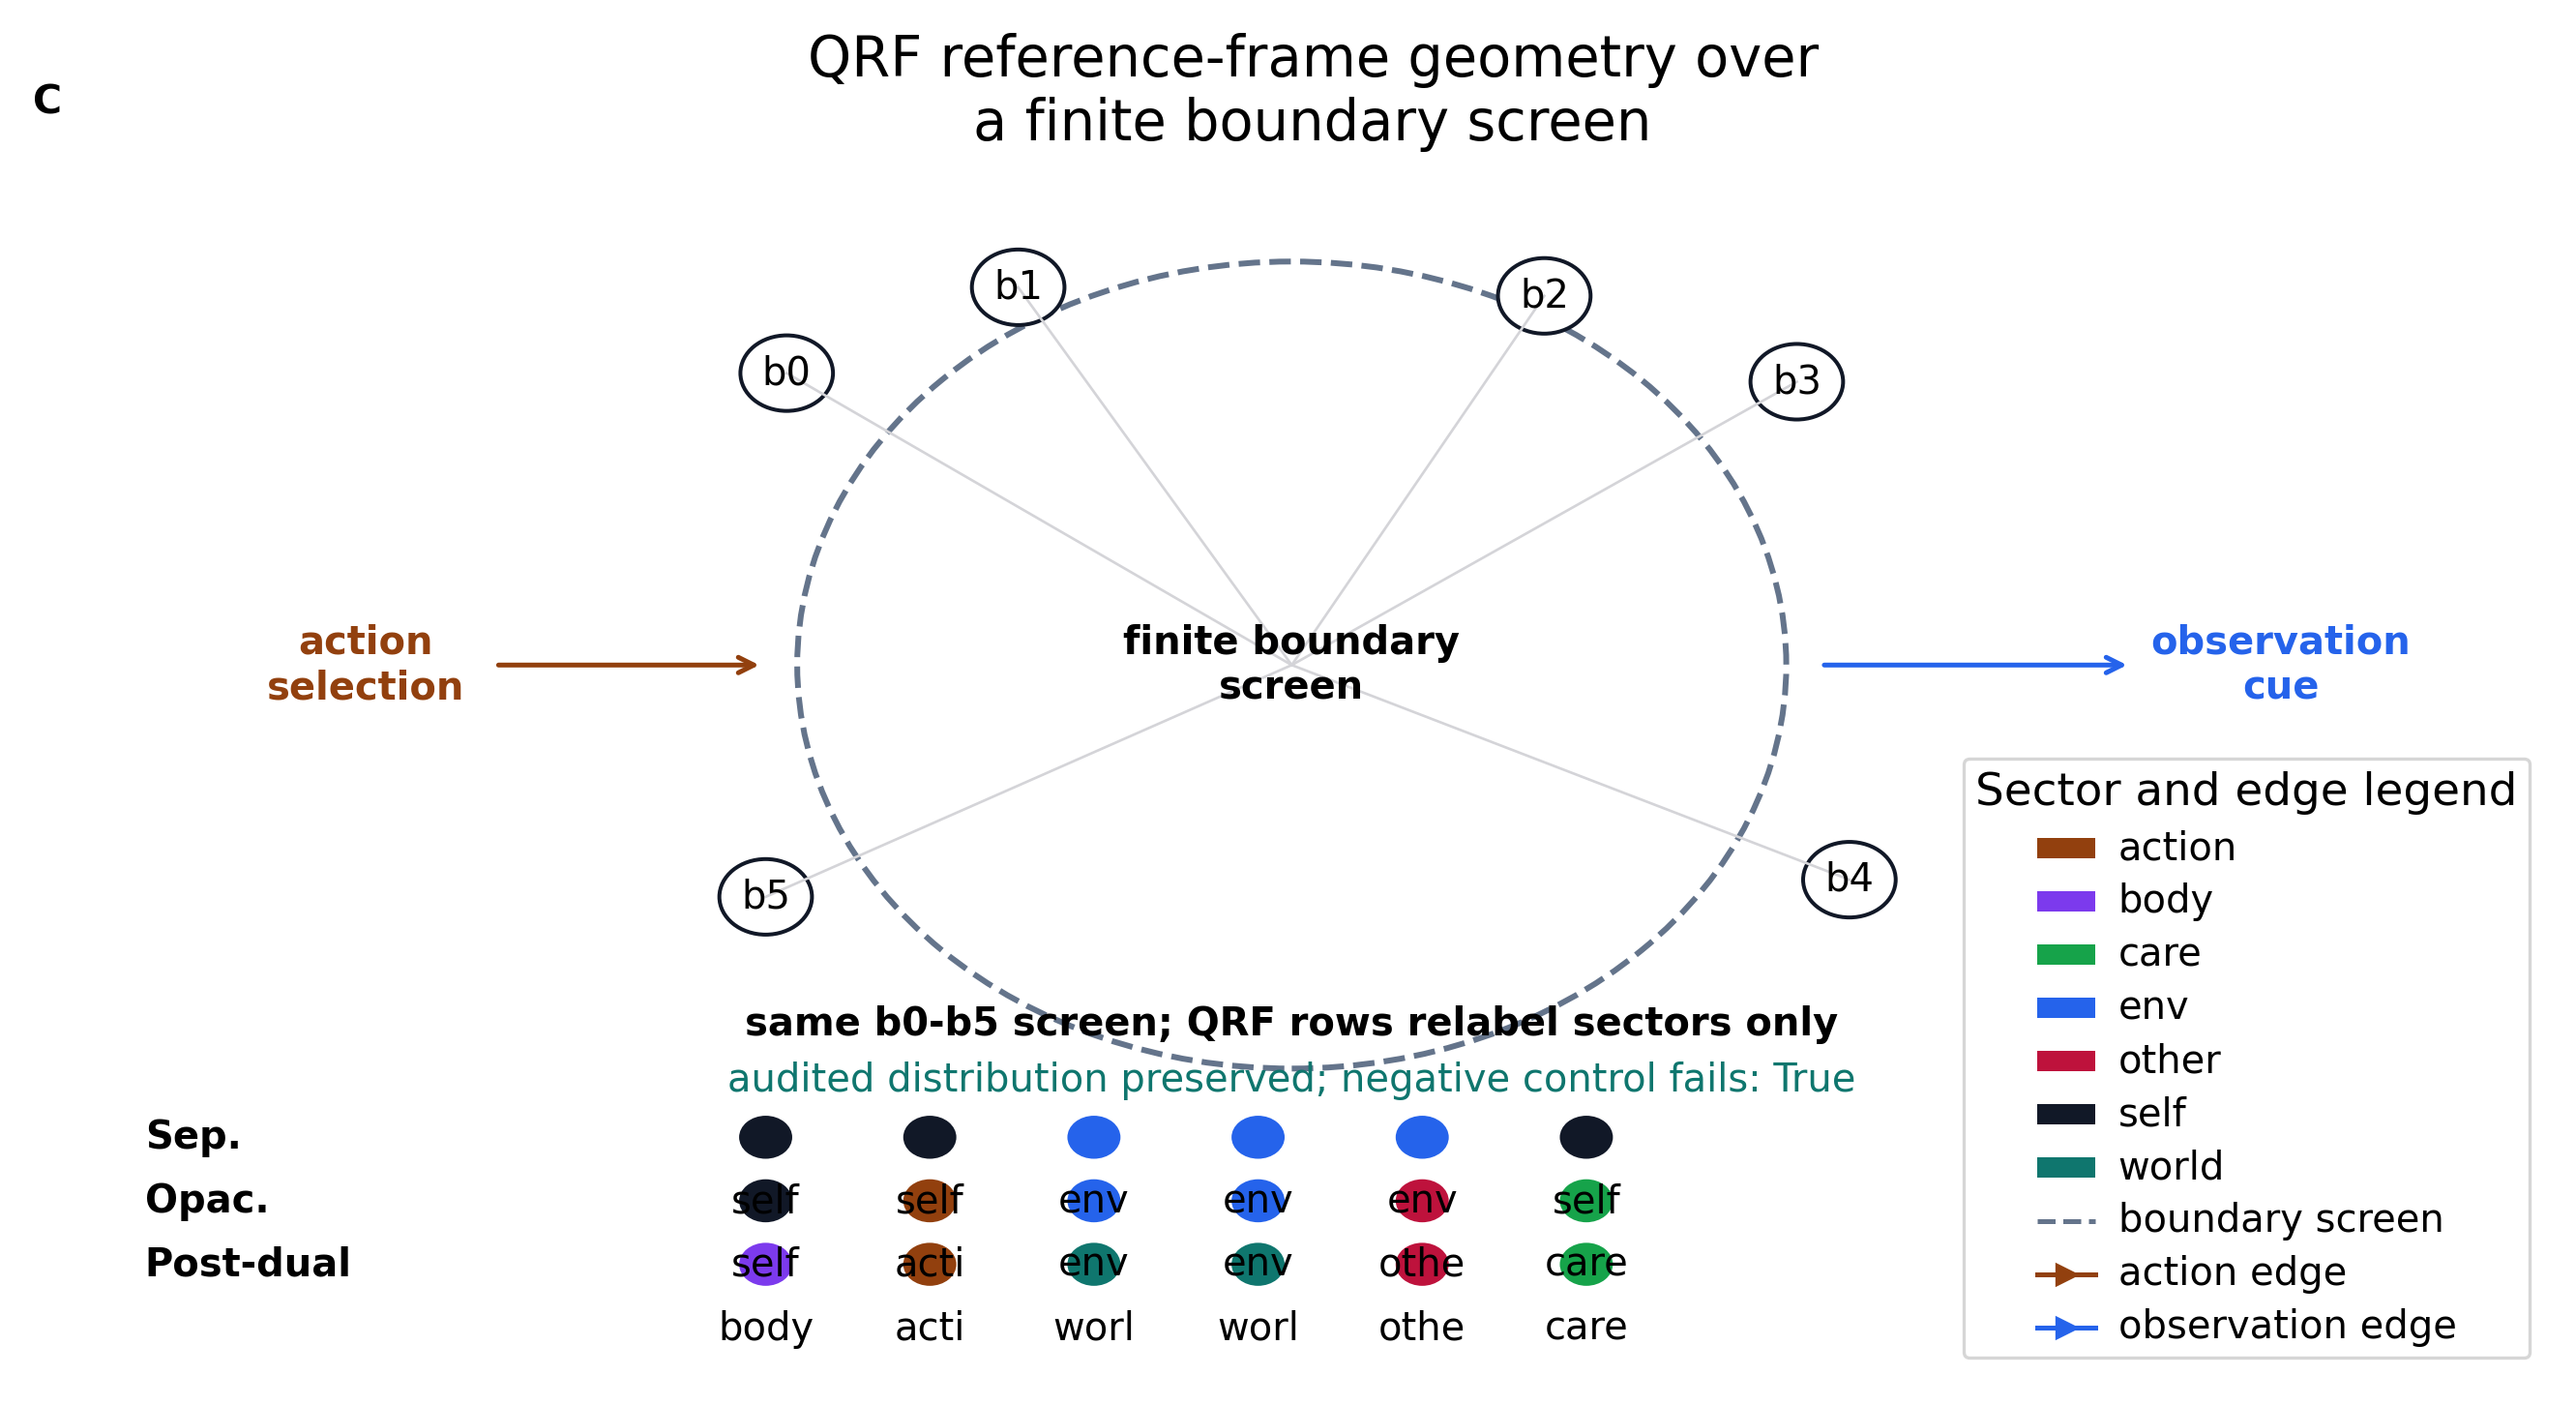 C
QRF reference-frame geometry over
a finite boundary screen
b1
b2
b0
b3
finite boundary
screen
action
selection
observation
cue
b5
b4
same b0-b5 screen; QRF rows relabel sectors only
audited distribution preserved; negative control fails: True
Sep.
Opac.
self self env env env self
Post-dual
self acti env env othe care
body acti worl worl othe care
Sector and edge legend
action
body
care
env
other
self
world
boundary screen
action edge
observation edge